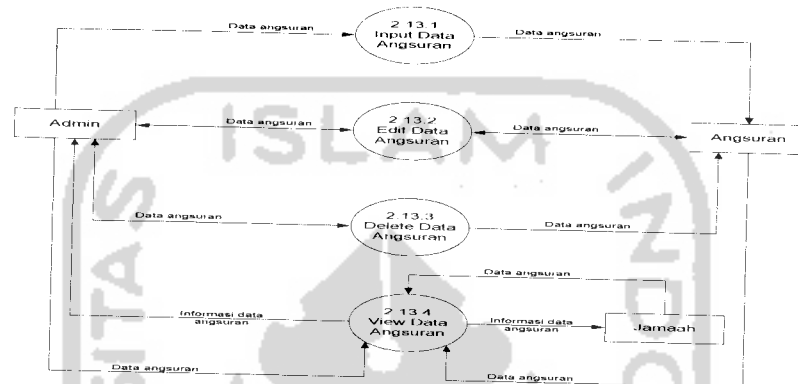 Data angsuran
2.13.1
Input Data
Angsuran
Data angsuran
ISLAM
Admin
Data angsuran
2.13.2
Edit Data
Angsuran
Data angsuran
Angsuran
Data angsuran
2.13.3
Delete Data
Angsuran
Data angsuran
Data angsuran
Informasi data
angsuran
2.13.4
View Data
Angsuran
Informasi data
angsuran
Jamaah
Data angsuran
Data angsuran